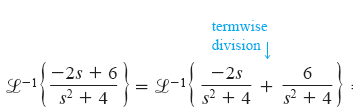 termwise
division ↓
ℒ⁻¹{(-2s + 6)/(s² + 4)} = ℒ⁻¹{(-2s)/(s² + 4) + 6/(s² + 4)} =